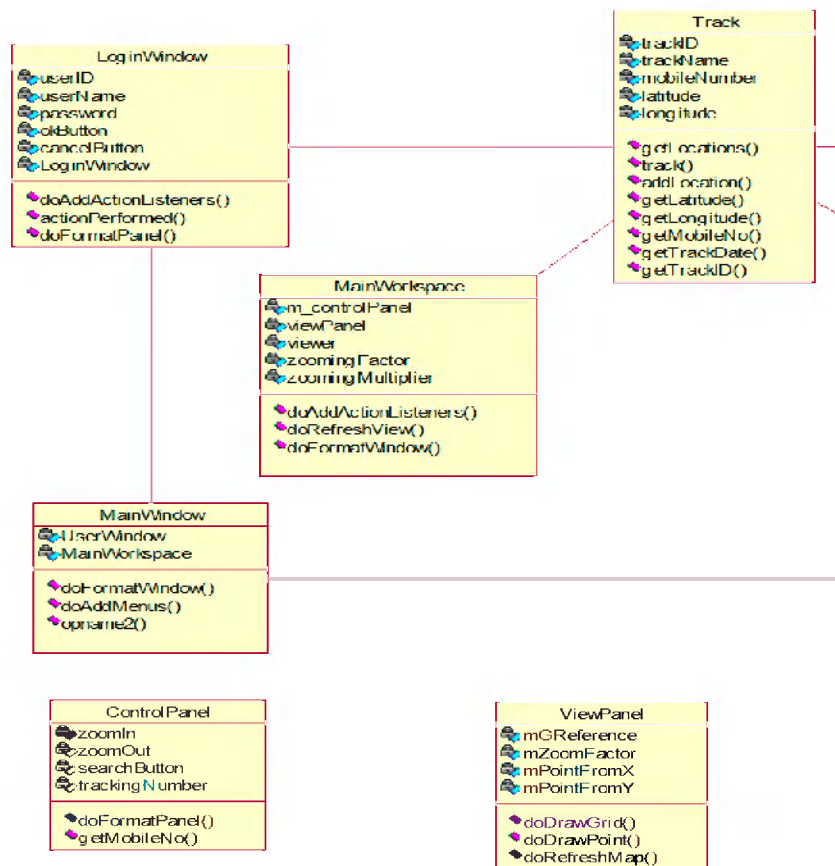 Track
trackID
trackName
mobileNumber
latitude
longitude
getLocations()
track()
addLocation()
getLatitude()
getLongitude()
getMobileNo()
getTrackDate()
getTrackID()
LoginWindow
userID
userName
password
okButton
cancelButton
LoginWindow
doAddActionListeners()
actionPerformed()
doFormatPanel()
MainWorkspace
m_controlPanel
viewPanel
viewer
zoomingFactor
zoomingMultiplier
doAddActionListeners()
doRefreshView()
doFormatWindow()
MainWindow
UserWindow
MainWorkspace
doFormatWindow()
doAddMenus()
opname2()
ControlPanel
zoomIn
zoomOut
searchButton
trackingNumber
doFormatPanel()
getMobileNo()
ViewPanel
mGReference
mZoomFactor
mPointFromX
mPointFromY
doDrawGrid()
doDrawPoint()
doRefreshMap()